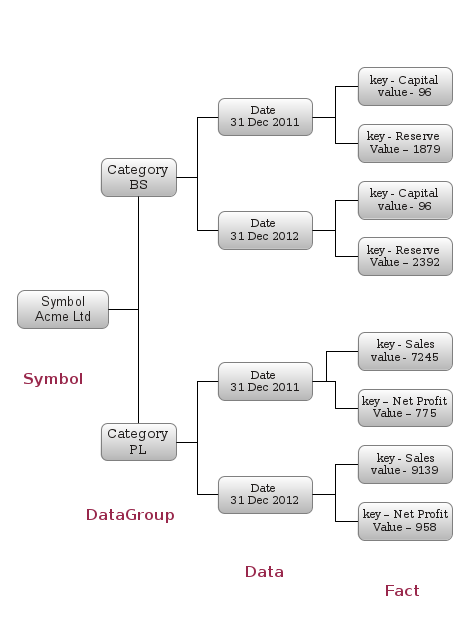 key - Capital
value - 96
Date
31 Dec 2011
key - Reserve
Value – 1879
Category
BS
key - Capital
value - 96
Date
31 Dec 2012
key - Reserve
Value – 2392
Symbol
Acme Ltd
key - Sales
value - 7245
Symbol
Date
31 Dec 2011
key – Net Profit
Value – 775
Category
PL
key - Sales
value - 9139
Date
31 Dec 2012
DataGroup
key – Net Profit
Value – 958
Data
Fact